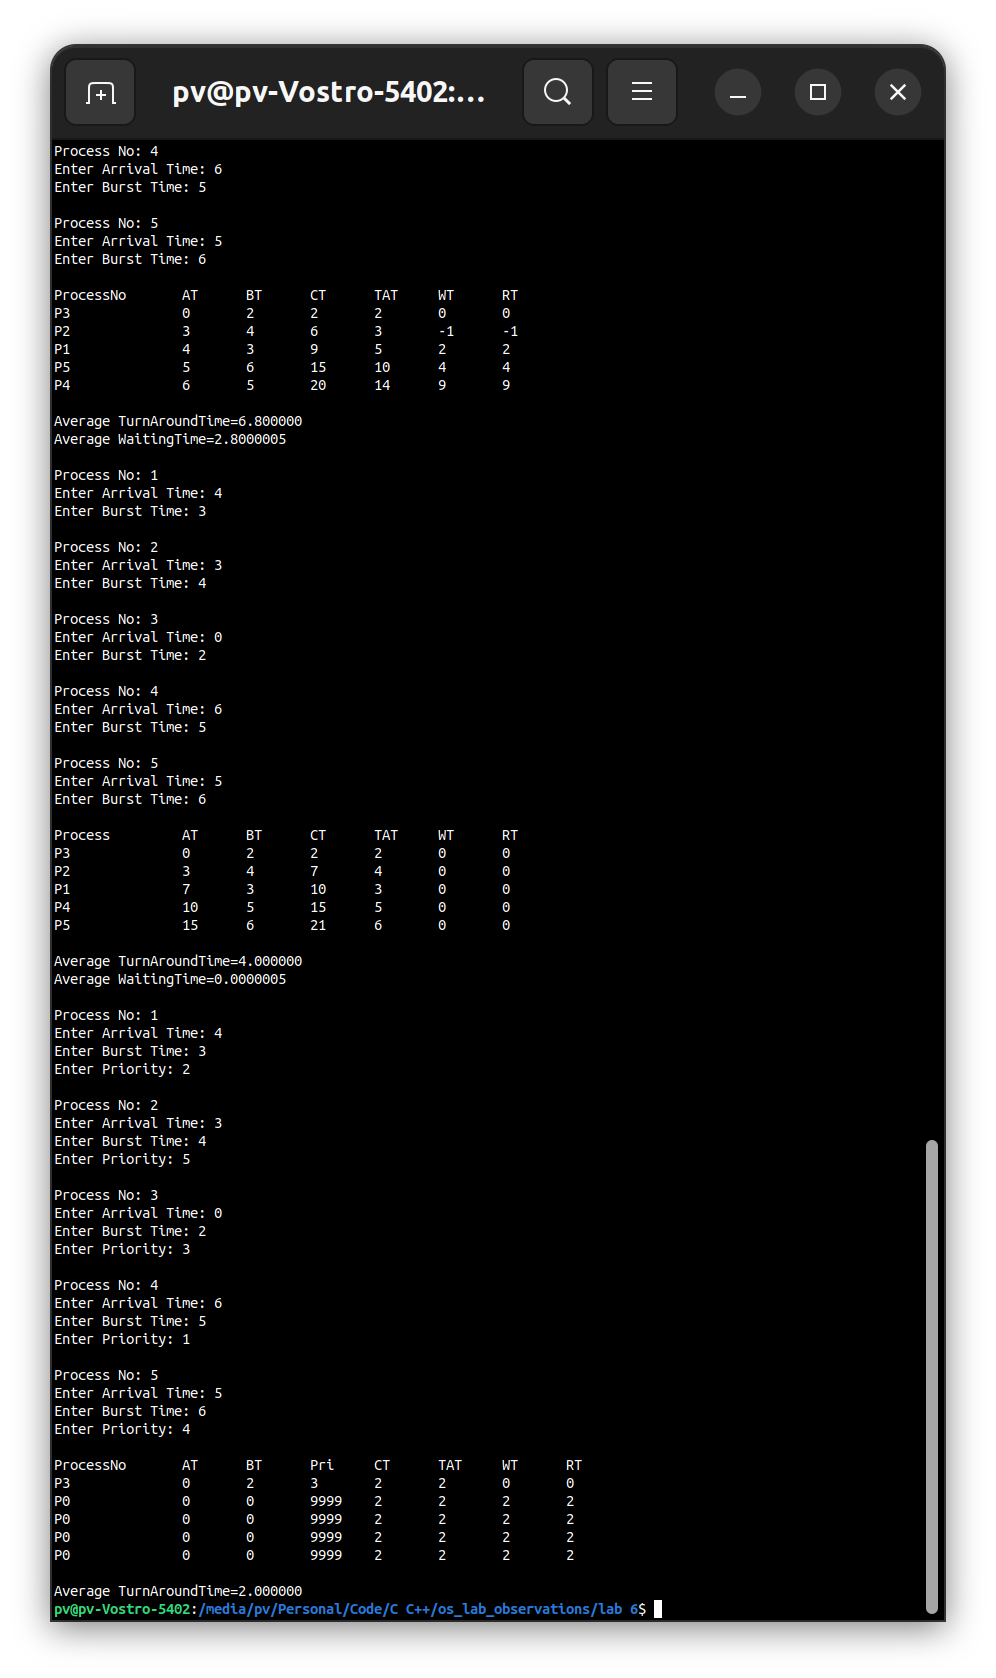 pv@pv-Vostro-5402:...
Process No: 4
Enter Arrival Time: 6
Enter Burst Time: 5
Process No: 5
Enter Arrival Time: 5
Enter Burst Time: 6
ProcessNo AT BT CT TAT WT RT
P3 0 2 2 2 0 0
P2 3 4 6 3 -1 -1
P1 4 3 9 5 2 2
P5 5 6 15 10 4 4
P4 6 5 20 14 9 9
Average TurnAroundTime=6.800000
Average WaitingTime=2.8000005
Process No: 1
Enter Arrival Time: 4
Enter Burst Time: 3
Process No: 2
Enter Arrival Time: 3
Enter Burst Time: 4
Process No: 3
Enter Arrival Time: 0
Enter Burst Time: 2
Process No: 4
Enter Arrival Time: 6
Enter Burst Time: 5
Process No: 5
Enter Arrival Time: 5
Enter Burst Time: 6
Process AT BT CT TAT WT RT
P3 0 2 2 2 0 0
P2 3 4 7 4 0 0
P1 7 3 10 3 0 0
P4 10 5 15 5 0 0
P5 15 6 21 6 0 0
Average TurnAroundTime=4.000000
Average WaitingTime=0.0000005
Process No: 1
Enter Arrival Time: 4
Enter Burst Time: 3
Enter Priority: 2
Process No: 2
Enter Arrival Time: 3
Enter Burst Time: 4
Enter Priority: 5
Process No: 3
Enter Arrival Time: 0
Enter Burst Time: 2
Enter Priority: 3
Process No: 4
Enter Arrival Time: 6
Enter Burst Time: 5
Enter Priority: 1
Process No: 5
Enter Arrival Time: 5
Enter Burst Time: 6
Enter Priority: 4
ProcessNo AT BT Pri CT TAT WT RT
P3 0 2 3 2 2 0 0
P0 0 0 9999 2 2 2 2
P0 0 0 9999 2 2 2 2
P0 0 0 9999 2 2 2 2
P0 0 0 9999 2 2 2 2
Average TurnAroundTime=2.000000
pv@pv-Vostro-5402:/media/pv/Personal/Code/C C++/os_lab_observations/lab 6$